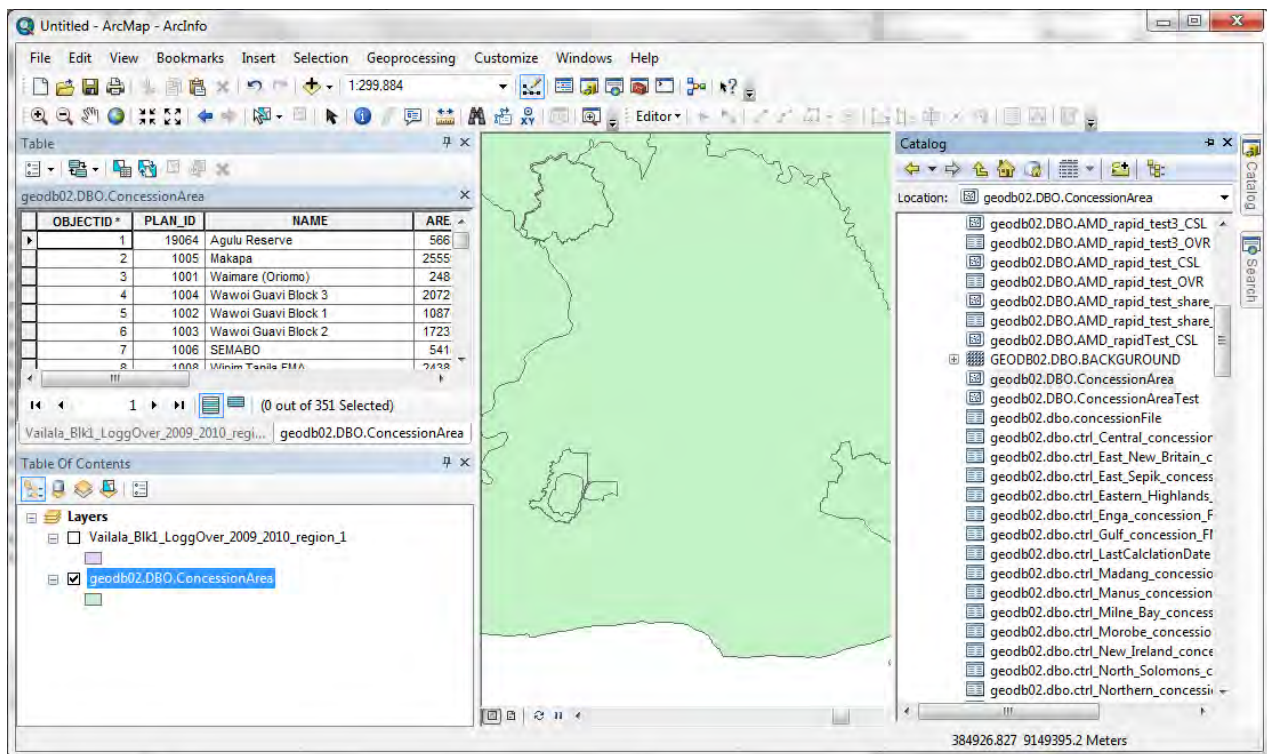 Untitled - ArcMap - ArcInfo
File Edit View Bookmarks Insert Selection Geoprocessing Customize Windows Help
1:299.884
Editor
Table
geodb02.DBO.ConcessionArea
OBJECTID * PLAN_ID NAME ARE
1 19064 Agulu Reserve 566
2 1005 Makapa 2555
3 1001 Waimare (Oriomo) 248
4 1004 Wawoi Guavi Block 3 2072
5 1002 Wawoi Guavi Block 1 1087
6 1003 Wawoi Guavi Block 2 1723
7 1006 SEMABO 541
8 1008 Wipim Tapila FMA 2438
1 (0 out of 351 Selected)
Vailala_Blk1_LoggOver_2009_2010_regi... geodb02.DBO.ConcessionArea
Table Of Contents
Layers
Vailala_Blk1_LoggOver_2009_2010_region_1
geodb02.DBO.ConcessionArea
Catalog
Location: geodb02.DBO.ConcessionArea
geodb02.DBO.AMD_rapid_test3_CSL
geodb02.DBO.AMD_rapid_test3_OVR
geodb02.DBO.AMD_rapid_test_CSL
geodb02.DBO.AMD_rapid_test_OVR
geodb02.DBO.AMD_rapid_test_share_
geodb02.DBO.AMD_rapid_test_share_
geodb02.DBO.AMD_rapidTest_CSL
GEODB02.DBO.BACKGUROUND
geodb02.DBO.ConcessionArea
geodb02.DBO.ConcessionAreaTest
geodb02.dbo.concessionFile
geodb02.dbo.ctrl_Central_concession
geodb02.dbo.ctrl_East_New_Britain_c
geodb02.dbo.ctrl_East_Sepik_concess
geodb02.dbo.ctrl_Eastern_Highlands_
geodb02.dbo.ctrl_Enga_concession_F
geodb02.dbo.ctrl_Gulf_concession_FI
geodb02.dbo.ctrl_LastCalclationDate
geodb02.dbo.ctrl_Madang_concessio
geodb02.dbo.ctrl_Manus_concession
geodb02.dbo.ctrl_Milne_Bay_concess
geodb02.dbo.ctrl_Morobe_concessio
geodb02.dbo.ctrl_New_Ireland_conce
geodb02.dbo.ctrl_North_Solomons_c
geodb02.dbo.ctrl_Northern_concessi
Catalog
Search
384926.827 9149395.2 Meters